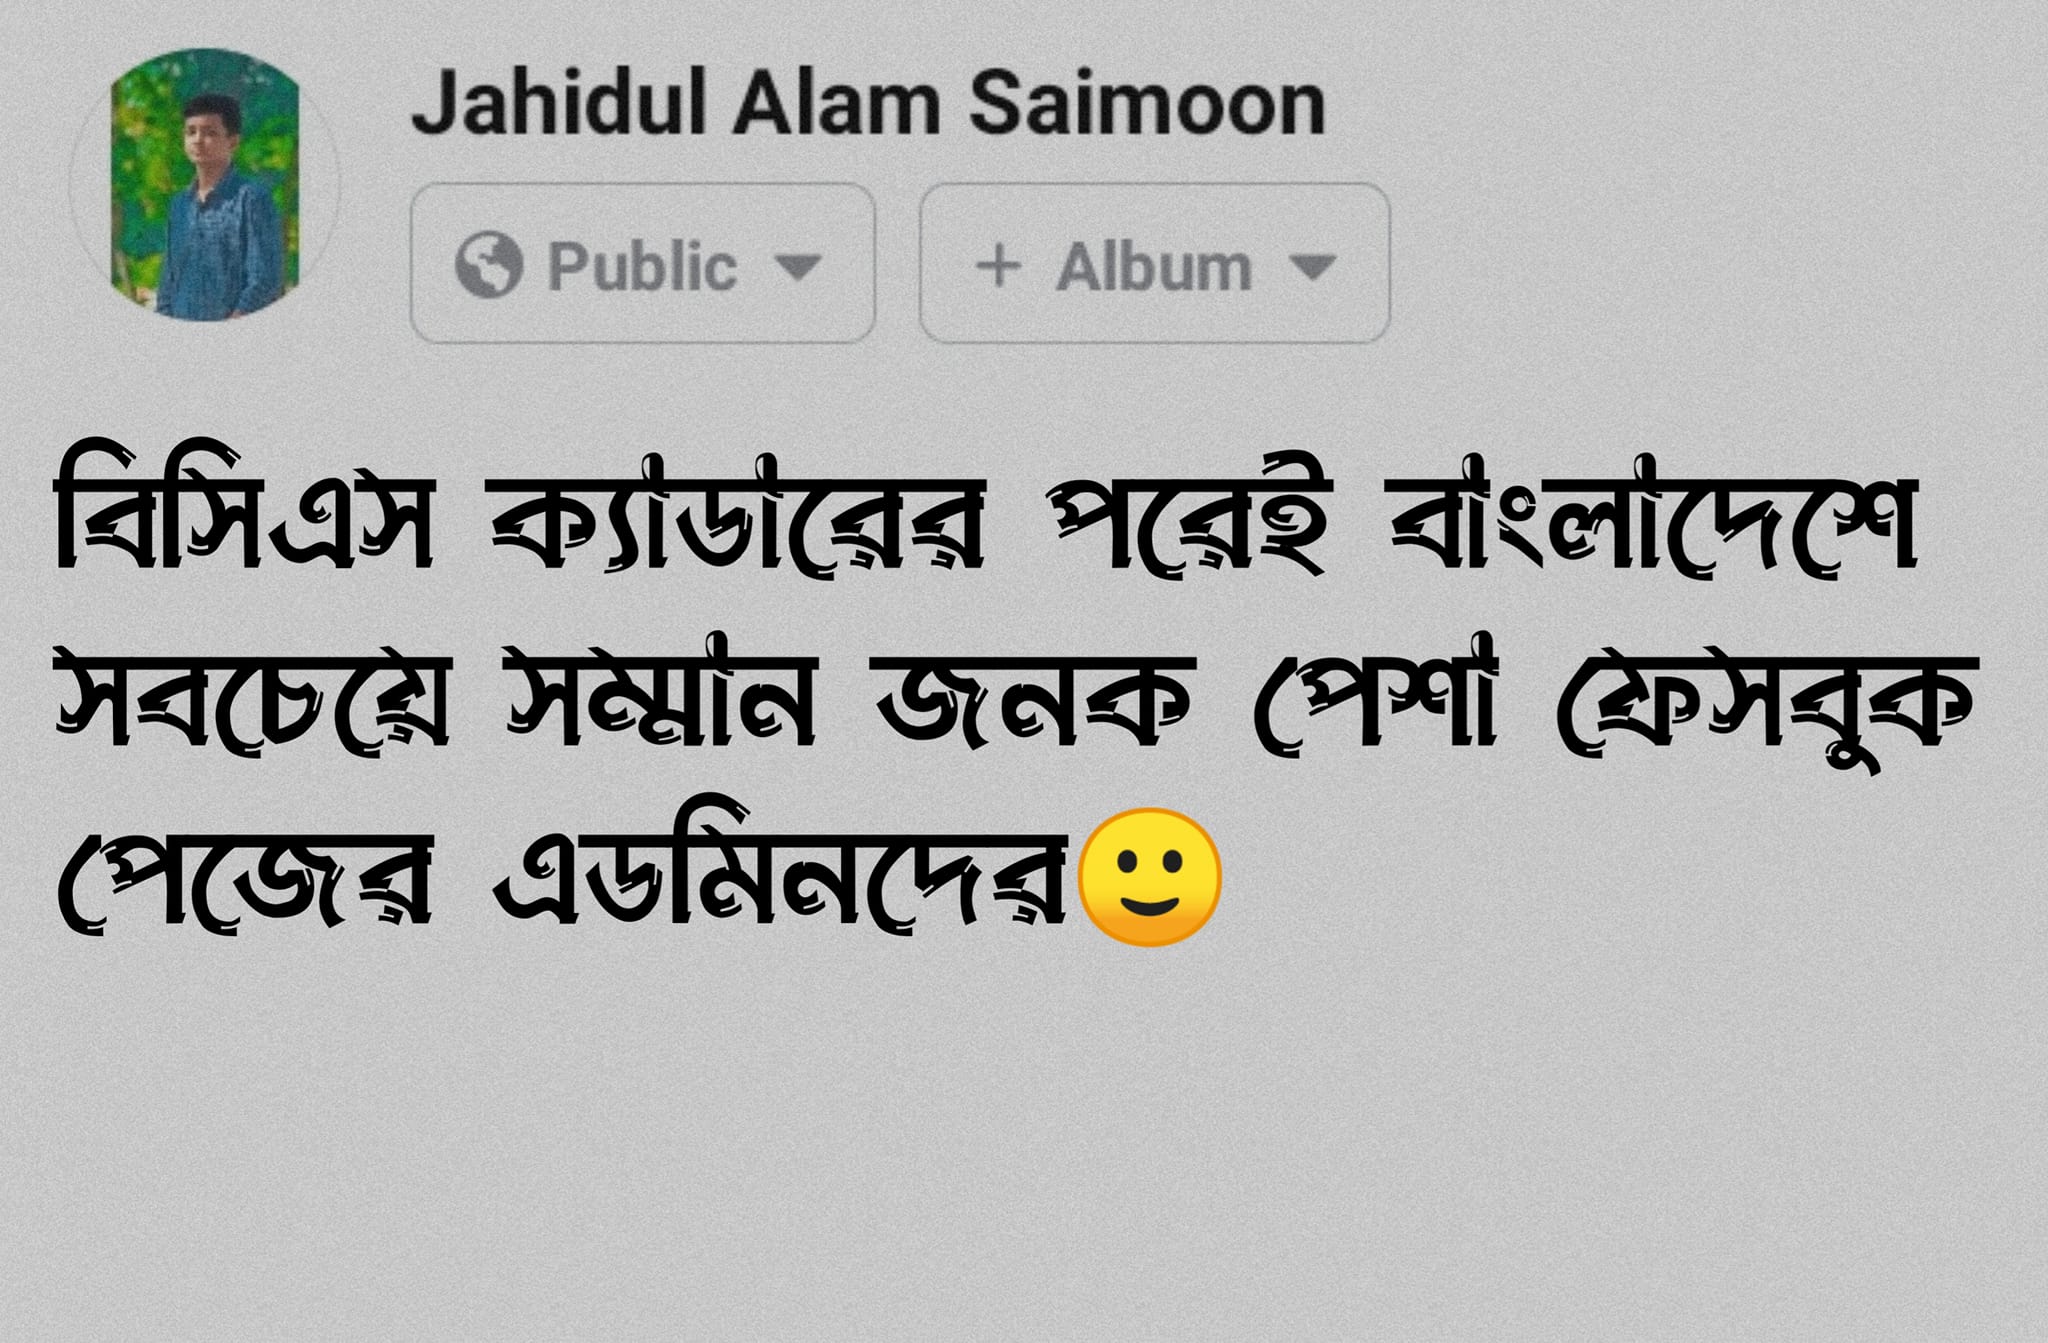 Jahidul Alam Saimoon
Public + Album
বিসিএস ক্যাডারের পরেই বাংলাদেশে
সবচেয়ে সম্মান জনক পেশা ফেসবুক
পেজের এডমিনদের🙂